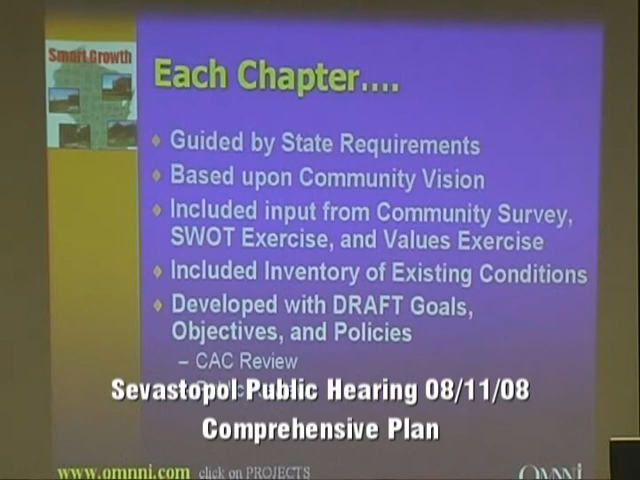 Smart Growth
Each Chapter....
Guided by State Requirements
Based upon Community Vision
Included input from Community Survey,
SWOT Exercise, and Values Exercise
Included Inventory of Existing Conditions
Developed with DRAFT Goals,
Objectives, and Policies
– CAC Review
Sevastopol Public Hearing 08/11/08
Comprehensive Plan
www.omnni.com click on PROJECTS
OMNNI